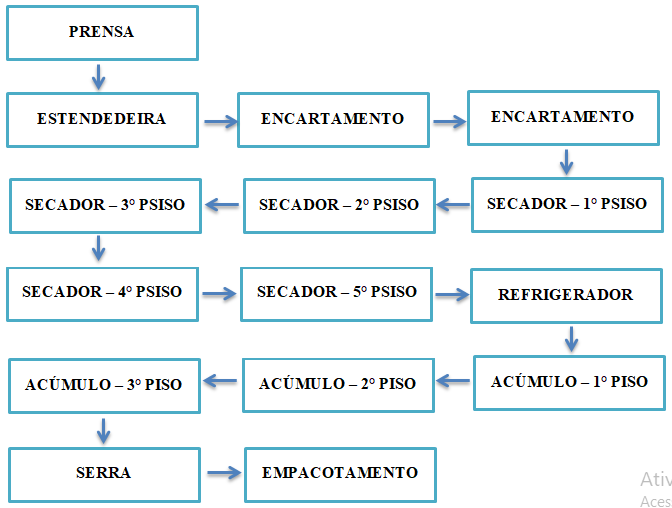 PRENSA
ESTENDEDEIRA
ENCARTAMENTO
ENCARTAMENTO
SECADOR – 1° PSISO
SECADOR – 2° PSISO
SECADOR – 3° PSISO
SECADOR – 4° PSISO
SECADOR – 5° PSISO
REFRIGERADOR
ACÚMULO – 1° PISO
ACÚMULO – 2° PISO
ACÚMULO – 3° PISO
SERRA
EMPACOTAMENTO
Ativ
Aces